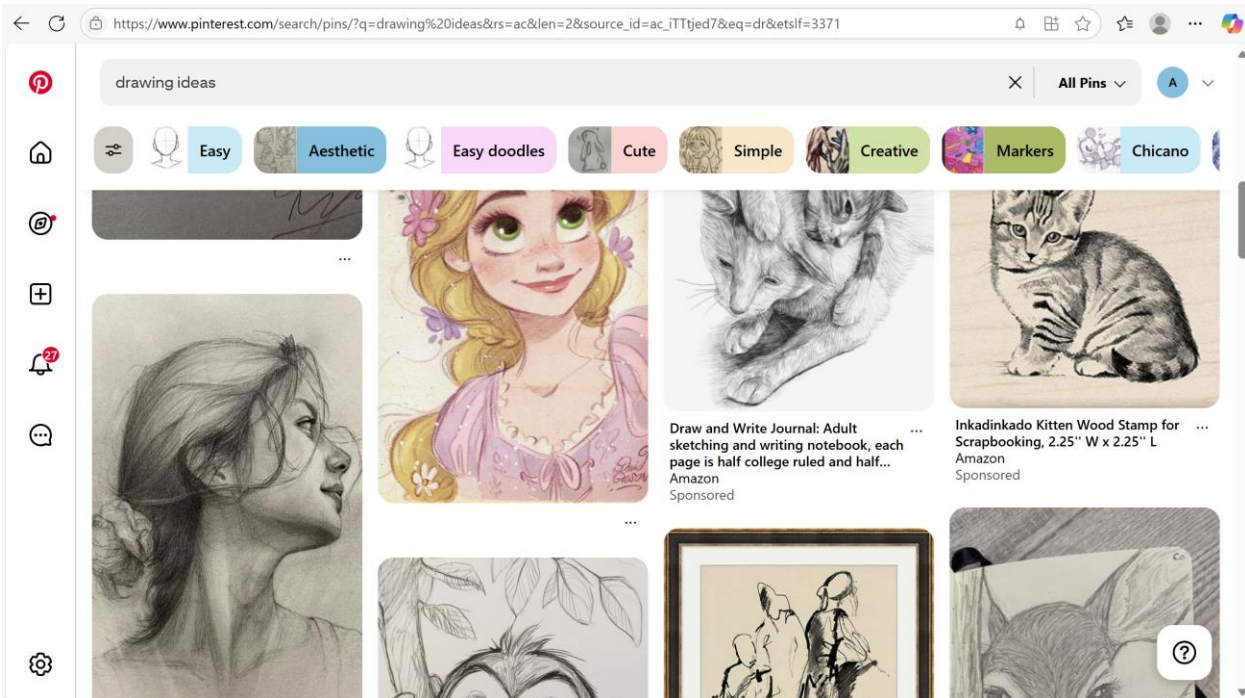 https://www.pinterest.com/search/pins/?q=drawing%20ideas&rs=ac&len=2&source_id=ac_iTTtjed7&eq=dr&etslf=3371
drawing ideas
All Pins
A
Easy
Aesthetic
Easy doodles
Cute
Simple
Creative
Markers
Chicano
27
Draw and Write Journal: Adult
sketching and writing notebook, each
page is half college ruled and half...
Amazon
Sponsored
Inkadinkado Kitten Wood Stamp for
Scrapbooking, 2.25'' W x 2.25'' L
Amazon
Sponsored